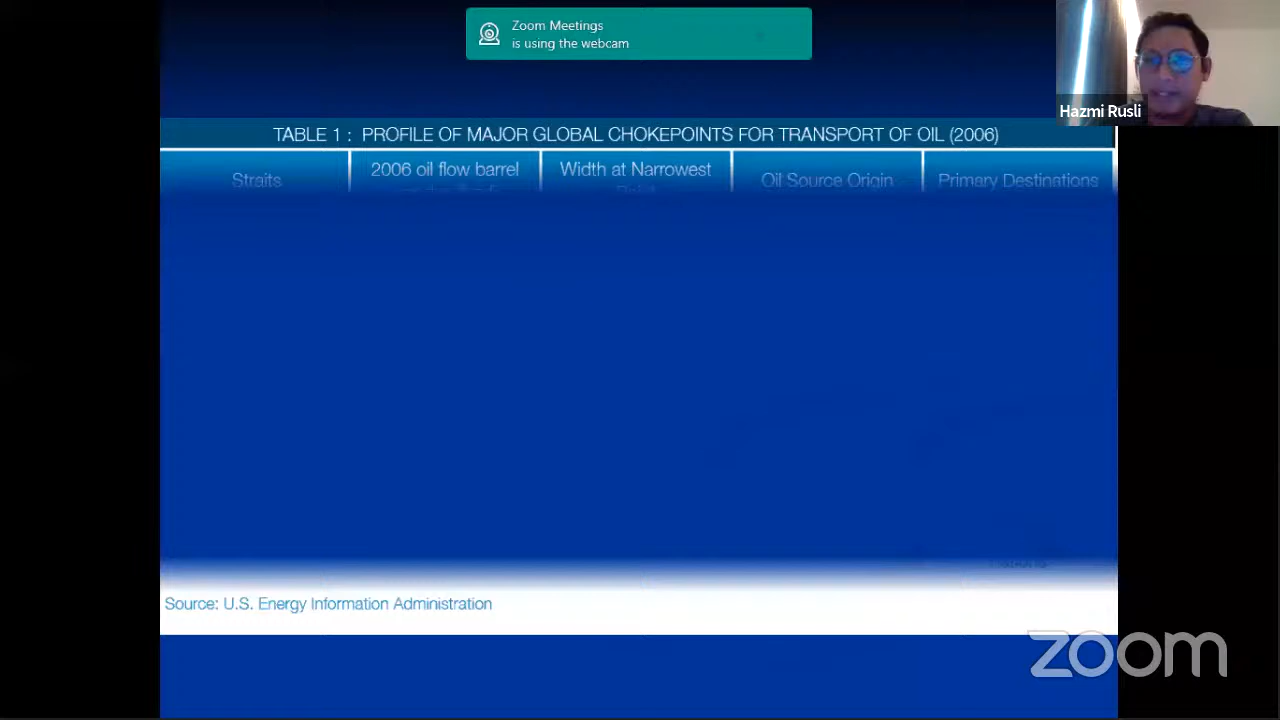 Zoom Meetings
is using the webcam
Hazmi Rusli
TABLE 1 : PROFILE OF MAJOR GLOBAL CHOKEPOINTS FOR TRANSPORT OF OIL (2006)
Straits
2006 oil flow barrel
Width at Narrowest
Oil Source Origin
Primary Destinations
Source: U.S. Energy Information Administration
zoom